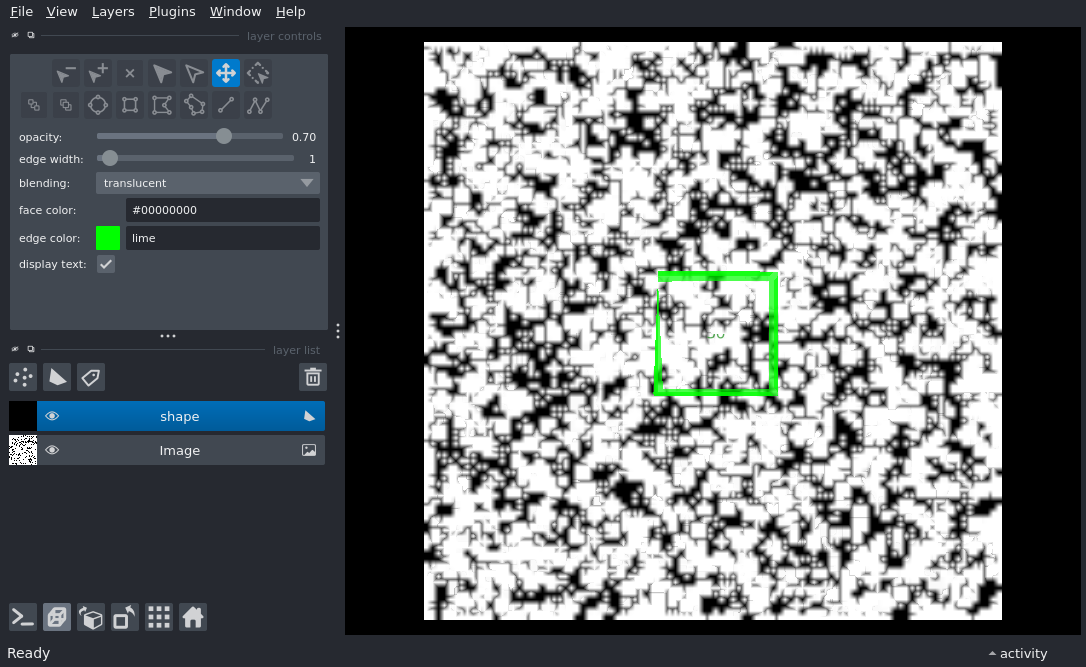 File View Layers Plugins Window Help
layer controls
opacity: 0.70
edge width: 1
blending: translucent
face color: #00000000
edge color: lime
display text:
layer list
shape
Image
Ready
activity